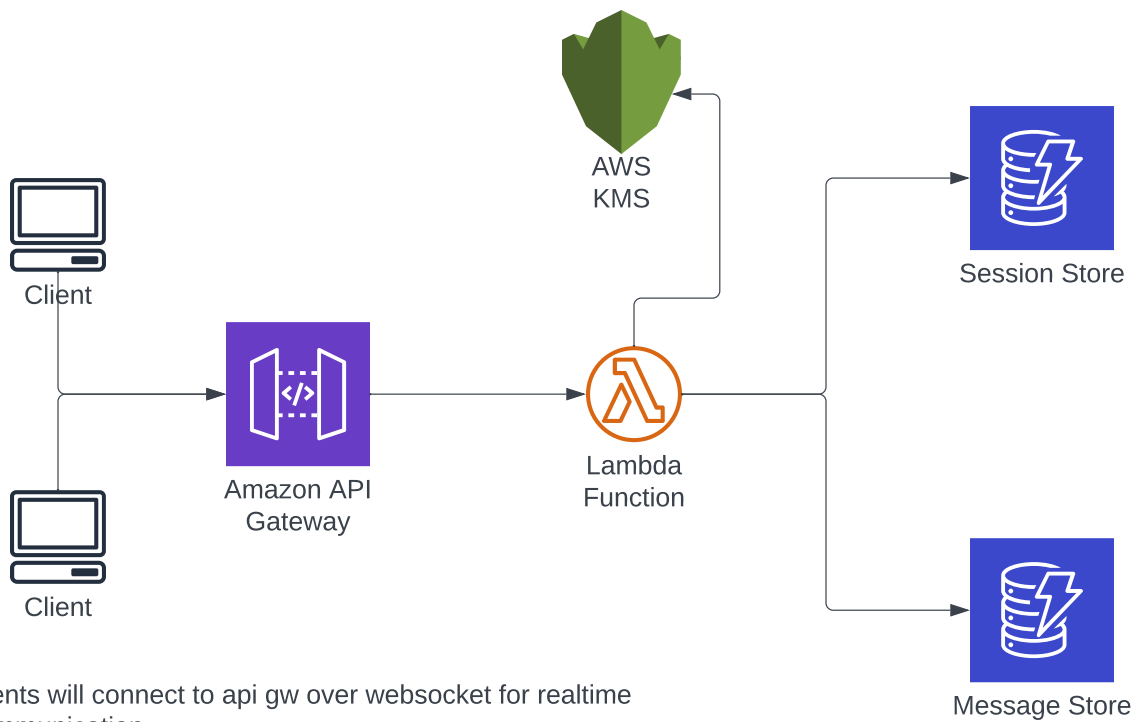 AWS
KMS
Client
Session Store
Lambda
Function
Amazon API
Gateway
Client
will connect to api gw over websocket for realtime
Message Store